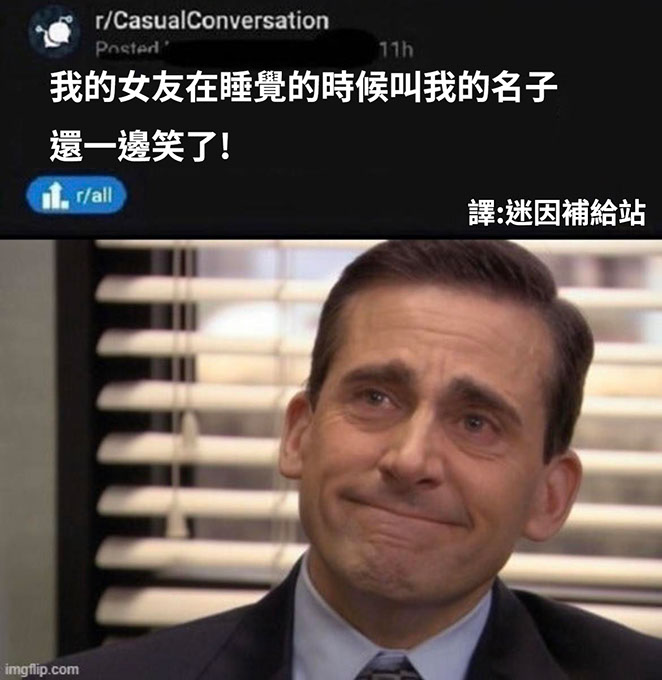 r/CasualConversation
Posted 11h
我的女友在睡覺的時候叫我的名子
還一邊笑了!
r/all
譯:迷因補給站
imgflip.com